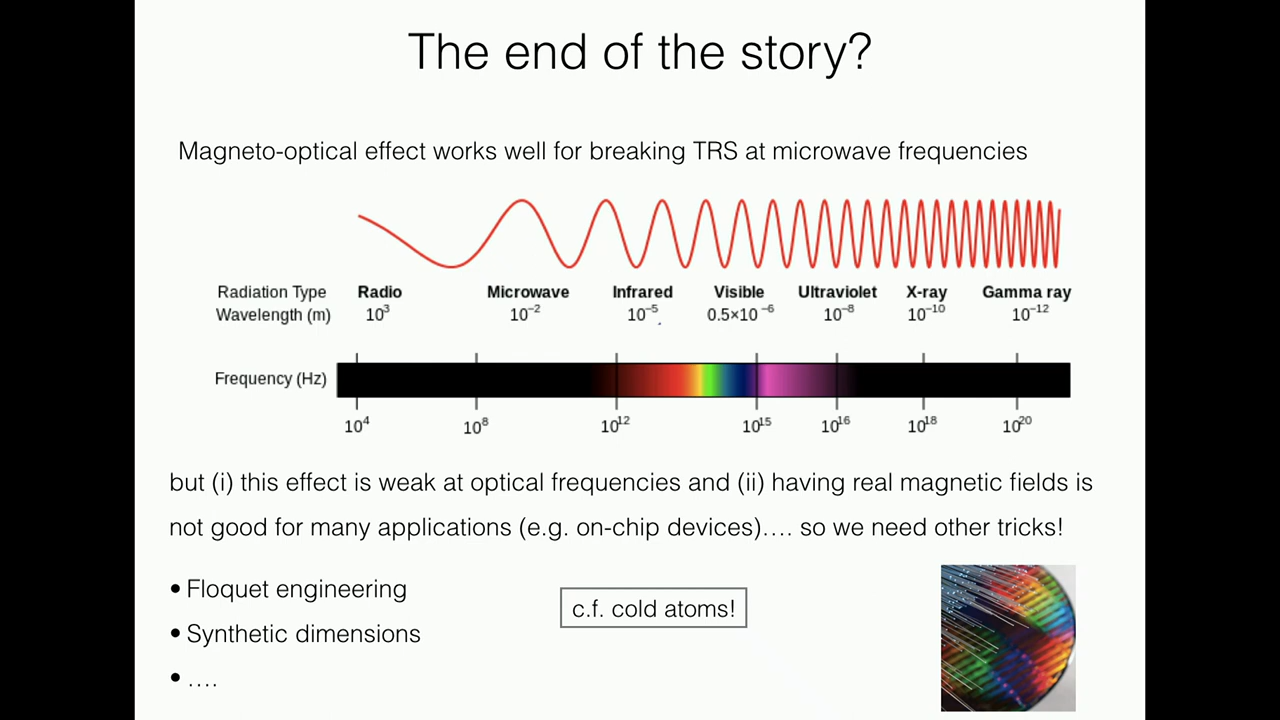 The end of the story?
Magneto-optical effect works well for breaking TRS at microwave frequencies
Radiation Type Radio Microwave Infrared Visible Ultraviolet X-ray Gamma ray
Wavelength (m) 10³ 10⁻² 10⁻⁵ 0.5×10⁻⁶ 10⁻⁸ 10⁻¹⁰ 10⁻¹²
Frequency (Hz)
10⁴ 10⁸ 10¹² 10¹⁵ 10¹⁶ 10¹⁸ 10²⁰
but (i) this effect is weak at optical frequencies and (ii) having real magnetic fields is
not good for many applications (e.g. on-chip devices)…. so we need other tricks!
• Floquet engineering
c.f. cold atoms!
• Synthetic dimensions
• ….